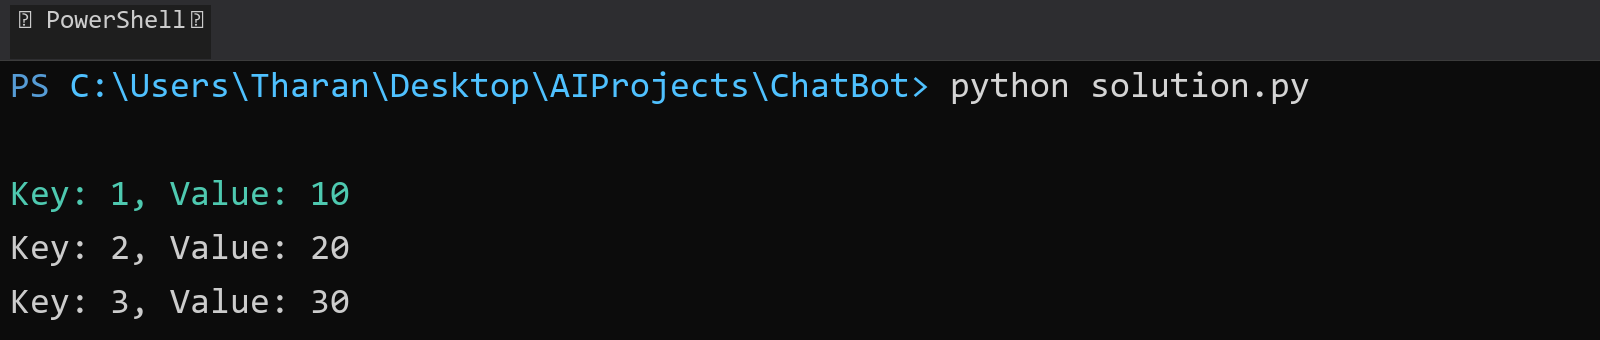 PowerShell
PS C:\Users\Tharan\Desktop\AIProjects\ChatBot> python solution.py
Key: 1, Value: 10
Key: 2, Value: 20
Key: 3, Value: 30